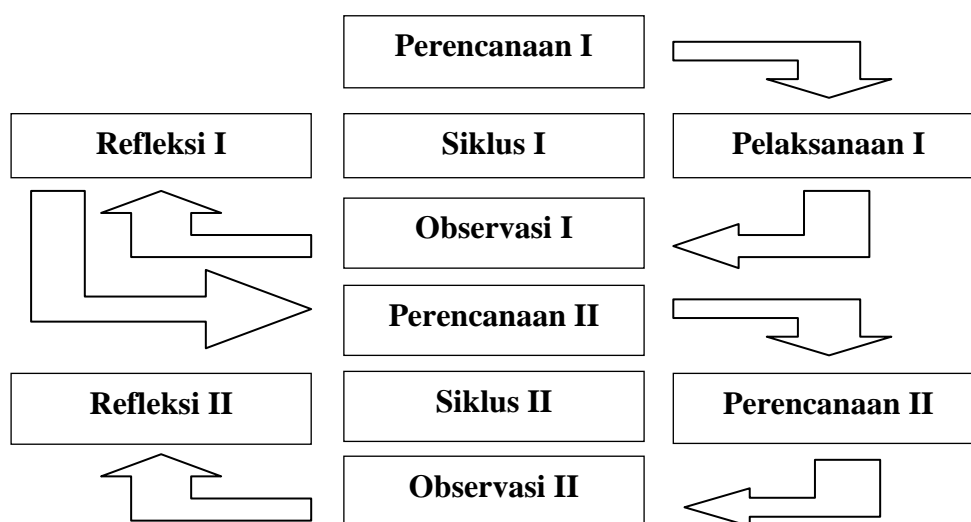 Perencanaan I
Refleksi I
Siklus I
Pelaksanaan I
Observasi I
Perencanaan II
Refleksi II
Siklus II
Perencanaan II
Observasi II